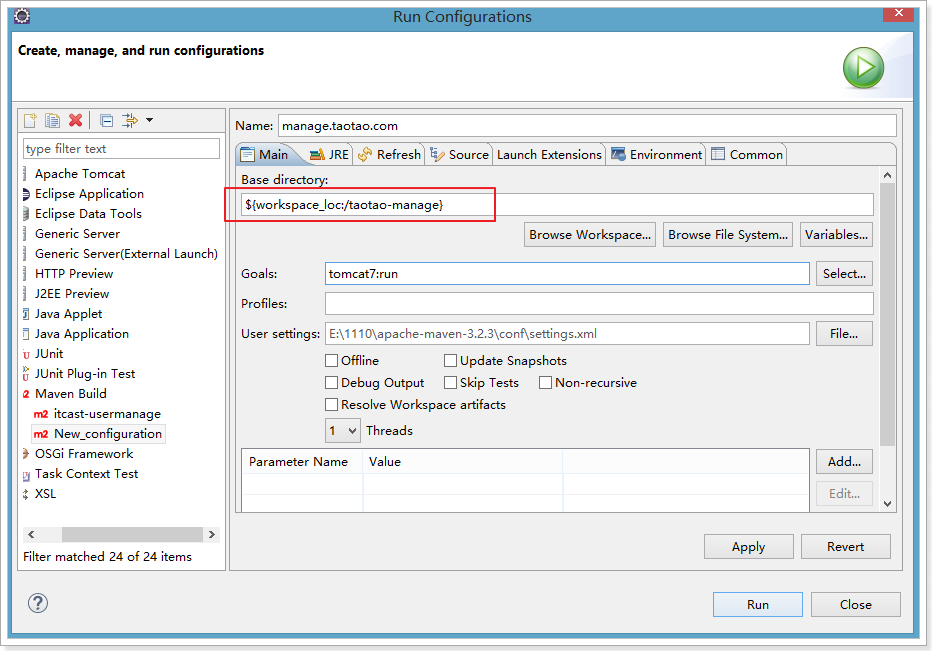 Run Configurations
Create, manage, and run configurations
type filter text
Apache Tomcat
Eclipse Application
Eclipse Data Tools
Generic Server
Generic Server(External Launch)
HTTP Preview
J2EE Preview
Java Applet
Java Application
JUnit
JUnit Plug-in Test
Maven Build
m2 itcast-usermanage
m2 New_configuration
OSGi Framework
Task Context Test
XSL
Filter matched 24 of 24 items
Name: manage.taotao.com
Main JRE Refresh Source Launch Extensions Environment Common
Base directory:
${workspace_loc:/taotao-manage}
Browse Workspace... Browse File System... Variables...
Goals: tomcat7:run Select...
Profiles:
User settings: E:\1110\apache-maven-3.2.3\conf\settings.xml File...
Offline Update Snapshots
Debug Output Skip Tests Non-recursive
Resolve Workspace artifacts
1 Threads
Parameter Name Value Add...
Edit...
Apply Revert
? Run Close